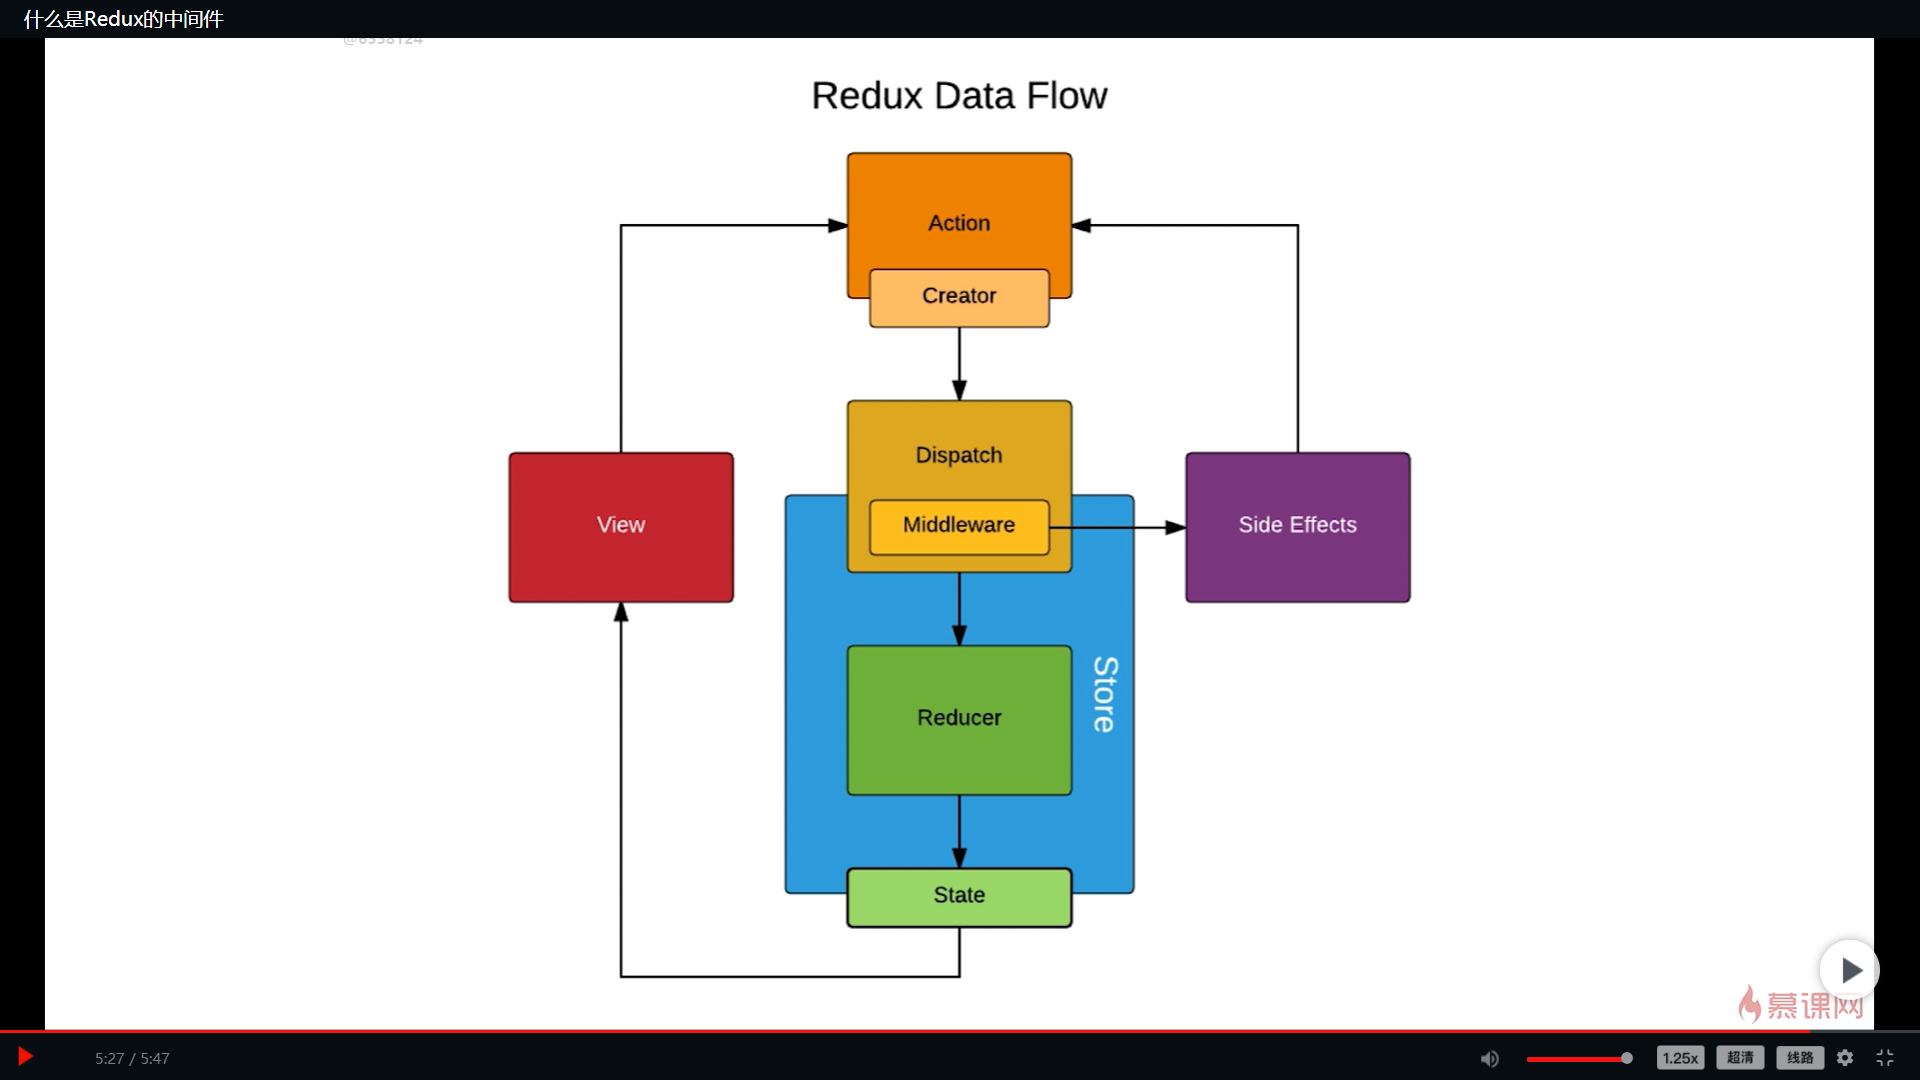 什么是Redux的中间件
Redux Data Flow
Action
Creator
Dispatch
Middleware
View
Side Effects
Store
Reducer
State
慕课网
5:27 / 5:47
1.25x
超清
线路